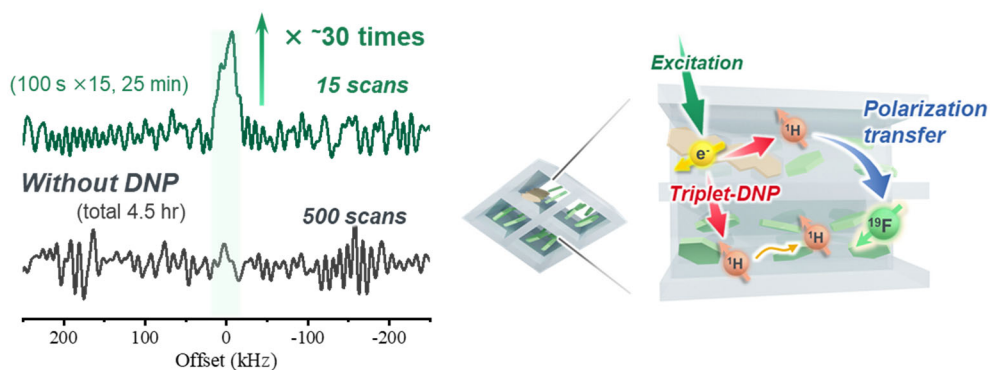 × ~30 times
(100 s ×15, 25 min)
15 scans
Without DNP
(total 4.5 hr)
500 scans
200
100
0
-100
-200
Offset (kHz)
Excitation
e-
1H
Polarization
transfer
Triplet-DNP
1H
1H
19F